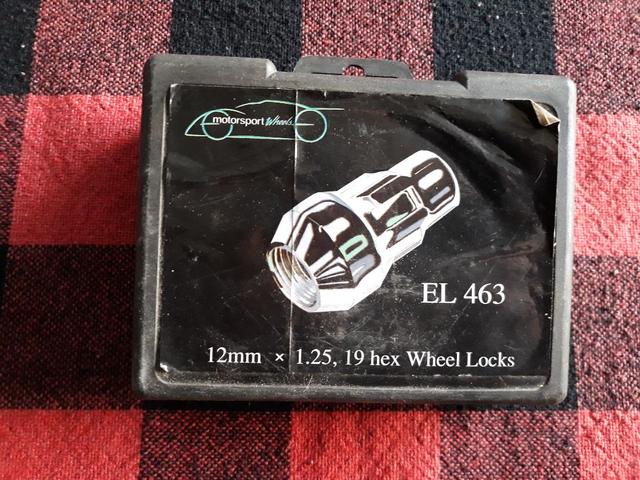 motorsport Wheels
EL 463
12mm × 1.25, 19 hex Wheel Locks